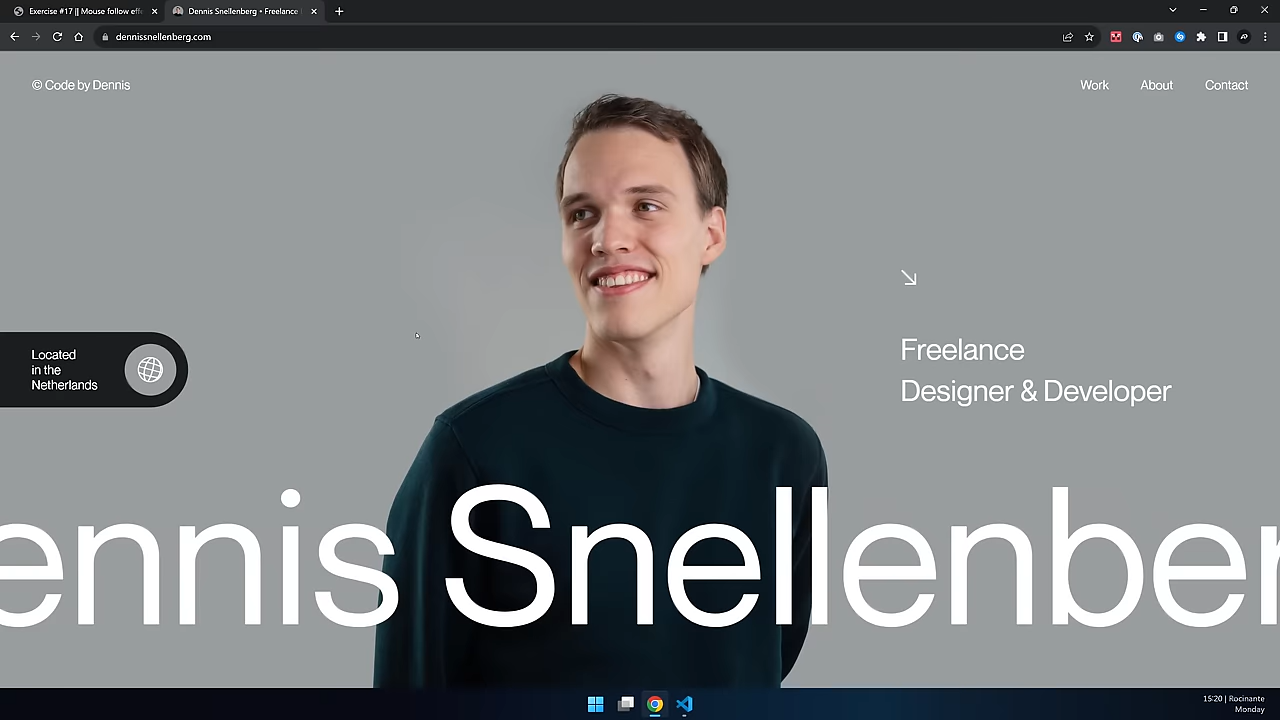 Exercise #17 || Mouse follow eff
Dennis Snellenberg • Freelance
dennissnellenberg.com
© Code by Dennis
Work
About
Contact
Located
in the
Netherlands
Freelance
Designer & Developer
ennis Snellenber
15:20 | Rocinante
Monday